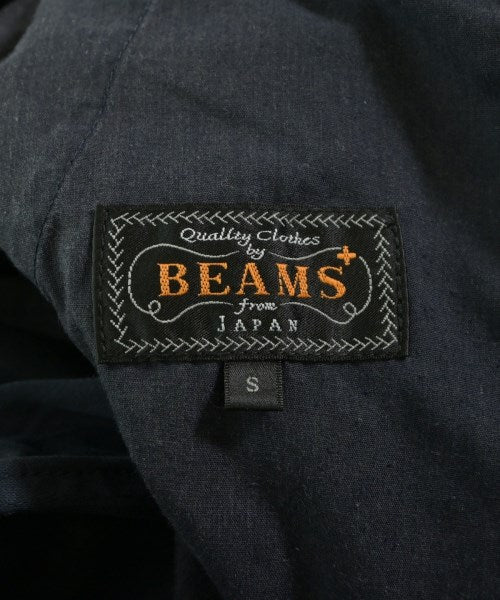 Quality Clothes
by
BEAMS+
from
JAPAN
S